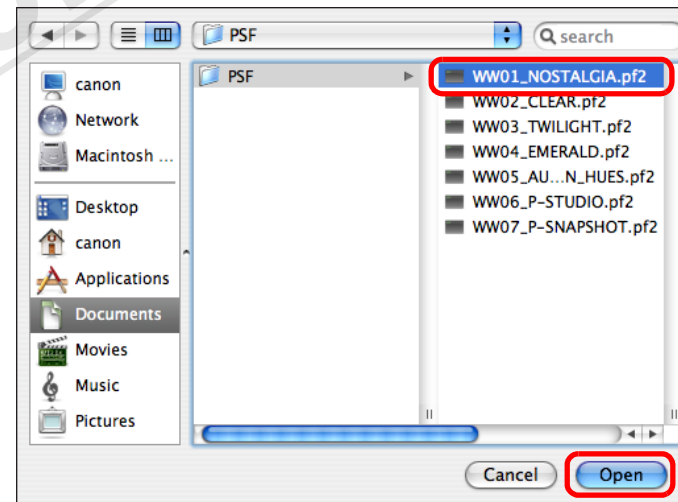 PSF
search
canon
Network
Macintosh ...
Desktop
canon
Applications
Documents
Movies
Music
Pictures
PSF
WW01_NOSTALGIA.pf2
WW02_CLEAR.pf2
WW03_TWILIGHT.pf2
WW04_EMERALD.pf2
WW05_AU...N_HUES.pf2
WW06_P-STUDIO.pf2
WW07_P-SNAPSHOT.pf2
Cancel
Open